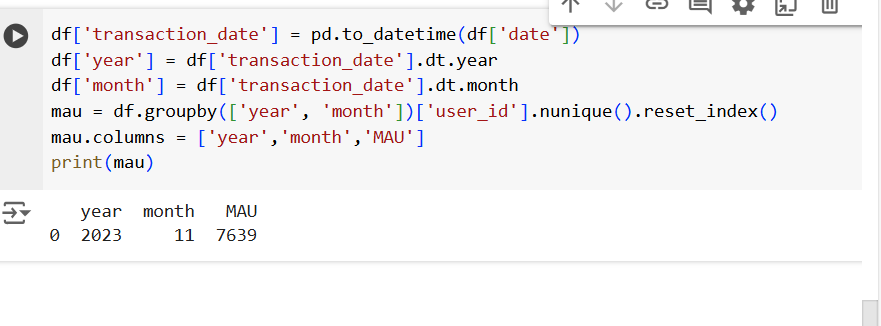 df['transaction_date'] = pd.to_datetime(df['date'])
df['year'] = df['transaction_date'].dt.year
df['month'] = df['transaction_date'].dt.month
mau = df.groupby(['year', 'month'])['user_id'].nunique().reset_index()
mau.columns = ['year','month','MAU']
print(mau)
year month MAU
0 2023 11 7639